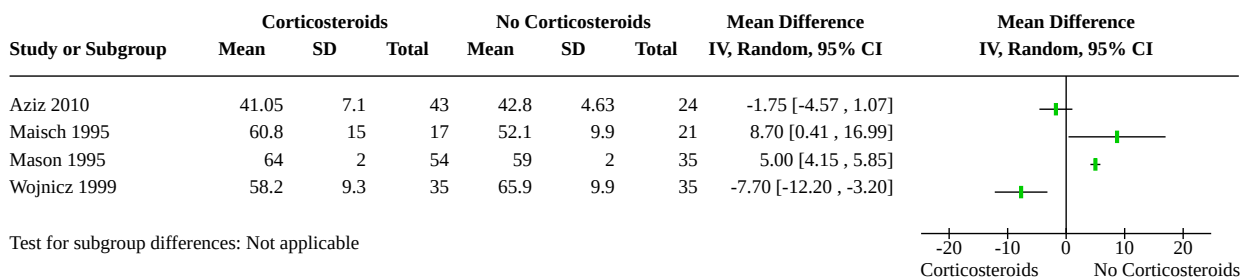 Corticosteroids No Corticosteroids Mean Difference Mean Difference
Study or Subgroup Mean SD Total Mean SD Total IV, Random, 95% CI IV, Random, 95% CI
Aziz 2010 41.05 7.1 43 42.8 4.63 24 -1.75 [-4.57 , 1.07]
Maisch 1995 60.8 15 17 52.1 9.9 21 8.70 [0.41 , 16.99]
Mason 1995 64 2 54 59 2 35 5.00 [4.15 , 5.85]
Wojnicz 1999 58.2 9.3 35 65.9 9.9 35 -7.70 [-12.20 , -3.20]
Test for subgroup differences: Not applicable
-20 -10 0 10 20
Corticosteroids No Corticosteroids